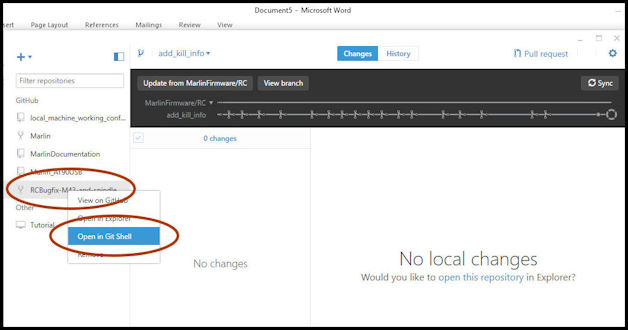 Document5 - Microsoft Word
Insert Page Layout References Mailings Review View
add_kill_info
Changes History
Pull request
Filter repositories
Update from MarlinFirmware/RC View branch
Sync
GitHub
MarlinFirmware/RC
local_machine_working_conf...
add_kill_info
Marlin
0 changes
MarlinDocumentation
Marlin_AT90USB
RCBugfix-M43-and-spindle
View on GitHub
Other
Open in Explorer
Tutorial
Open in Git Shell
Remove
No changes
No local changes
Would you like to open this repository in Explorer?